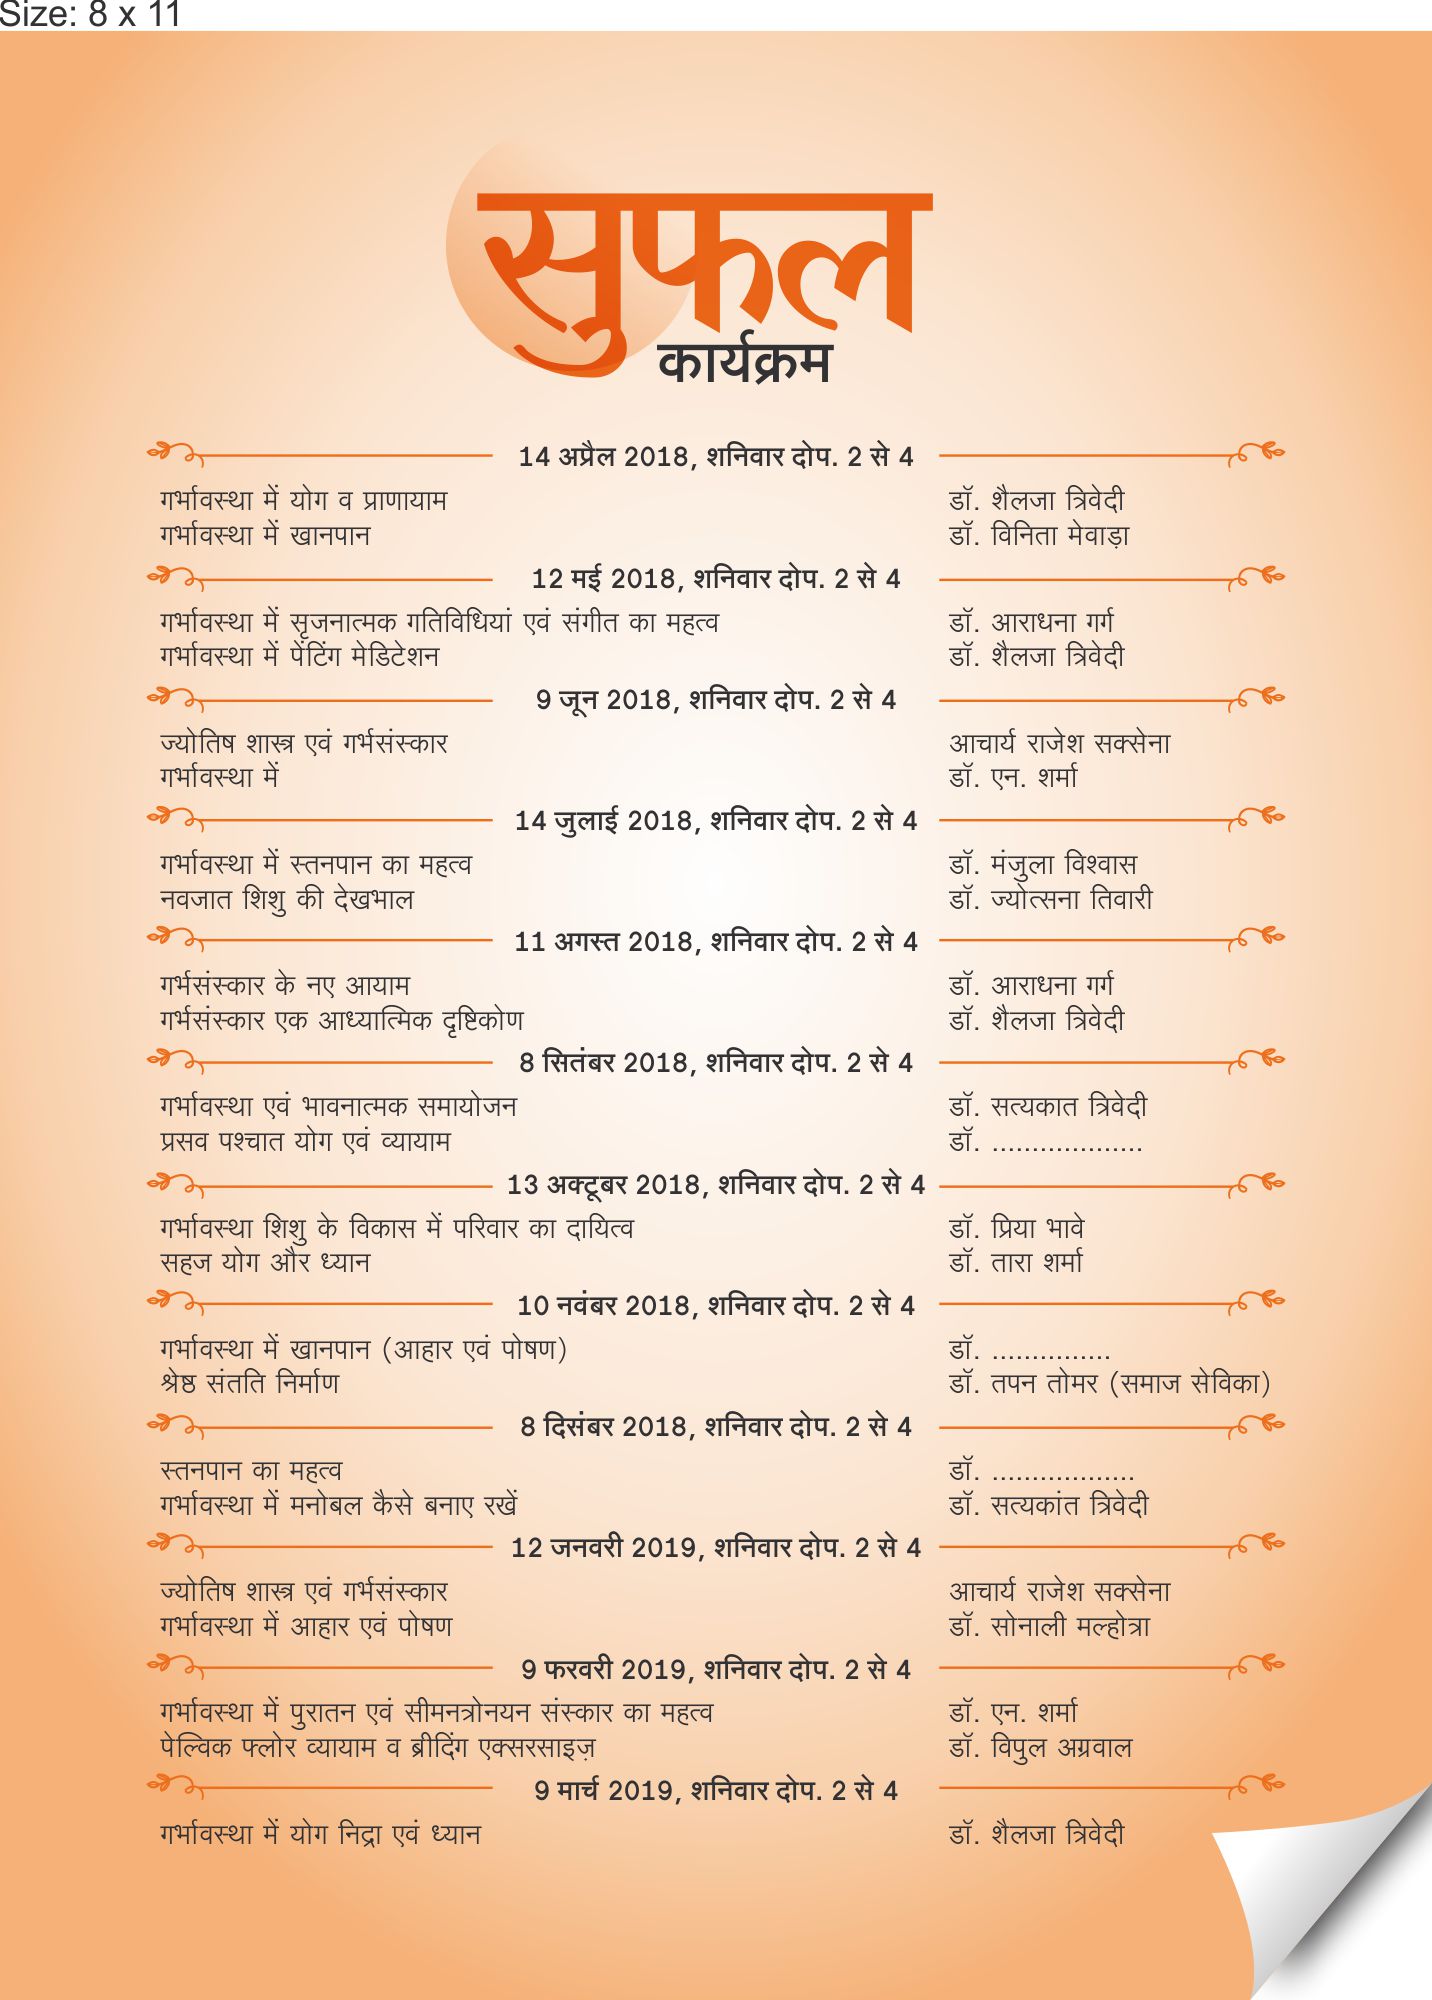 Size: 8 x 11
सुफल
कार्यक्रम
14 अप्रैल 2018, शनिवार दोप. 2 से 4
गर्भावस्था में योग व प्राणायाम डॉ. शैलजा त्रिवेदी
गर्भावस्था में खानपान डॉ. विनिता मेवाड़ा
12 मई 2018, शनिवार दोप. 2 से 4
गर्भावस्था में सृजनात्मक गतिविधियां एवं संगीत का महत्व डॉ. आराधना गर्ग
गर्भावस्था में पेंटिंग मेडिटेशन डॉ. शैलजा त्रिवेदी
9 जून 2018, शनिवार दोप. 2 से 4
ज्योतिष शास्त्र एवं गर्भसंस्कार आचार्य राजेश सक्सेना
गर्भावस्था में डॉ. एन. शर्मा
14 जुलाई 2018, शनिवार दोप. 2 से 4
गर्भावस्था में स्तनपान का महत्व डॉ. मंजुला विश्वास
नवजात शिशु की देखभाल डॉ. ज्योत्सना तिवारी
11 अगस्त 2018, शनिवार दोप. 2 से 4
गर्भसंस्कार के नए आयाम डॉ. आराधना गर्ग
गर्भसंस्कार एक आध्यात्मिक दृष्टिकोण डॉ. शैलजा त्रिवेदी
8 सितंबर 2018, शनिवार दोप. 2 से 4
गर्भावस्था एवं भावनात्मक समायोजन डॉ. सत्यकात त्रिवेदी
प्रसव पश्चात योग एवं व्यायाम डॉ. ...................
13 अक्टूबर 2018, शनिवार दोप. 2 से 4
गर्भावस्था शिशु के विकास में परिवार का दायित्व डॉ. प्रिया भावे
सहज योग और ध्यान डॉ. तारा शर्मा
10 नवंबर 2018, शनिवार दोप. 2 से 4
गर्भावस्था में खानपान (आहार एवं पोषण) डॉ. ...............
श्रेष्ठ संतति निर्माण डॉ. तपन तोमर (समाज सेविका)
8 दिसंबर 2018, शनिवार दोप. 2 से 4
स्तनपान का महत्व डॉ. ..................
गर्भावस्था में मनोबल कैसे बनाए रखें डॉ. सत्यकांत त्रिवेदी
12 जनवरी 2019, शनिवार दोप. 2 से 4
ज्योतिष शास्त्र एवं गर्भसंस्कार आचार्य राजेश सक्सेना
गर्भावस्था में आहार एवं पोषण डॉ. सोनाली मल्होत्रा
9 फरवरी 2019, शनिवार दोप. 2 से 4
गर्भावस्था में पुरातन एवं सीमनत्रोनयन संस्कार का महत्व डॉ. एन. शर्मा
पेल्विक फ्लोर व्यायाम व ब्रीदिंग एक्सरसाइज़ डॉ. विपुल अग्रवाल
9 मार्च 2019, शनिवार दोप. 2 से 4
गर्भावस्था में योग निद्रा एवं ध्यान डॉ. शैलजा त्रिवेदी